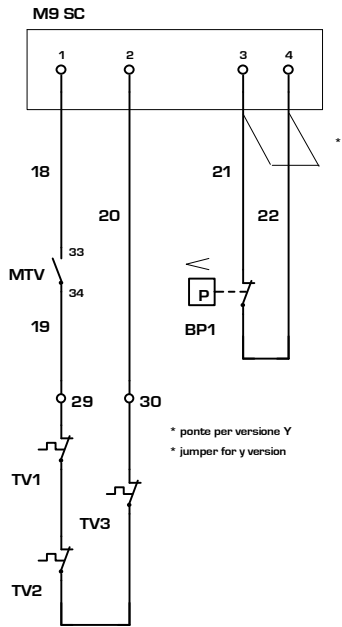 M9 SC
1 2 3 4
*
18 21
20 22
33
MTV
<
34
P
19
BP1
29 30
* ponte per versione Y
* jumper for y version
TV1
TV3
TV2